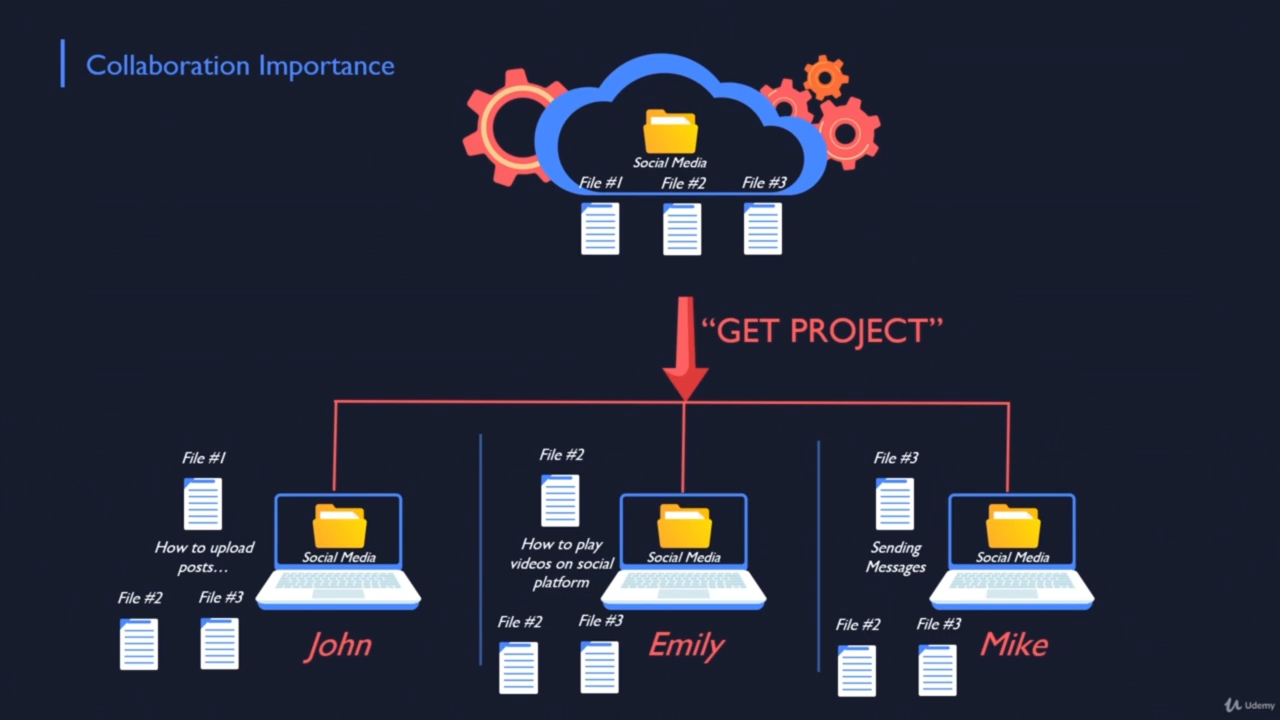 Collaboration Importance
Social Media
File #1
File #2
File #3
“GET PROJECT”
File #1
How to upload
posts...
File #2
File #3
Social Media
John
File #2
How to play
videos on social
platform
File #2
File #3
Social Media
Emily
File #3
Sending
Messages
File #2
File #3
Social Media
Mike
Udemy